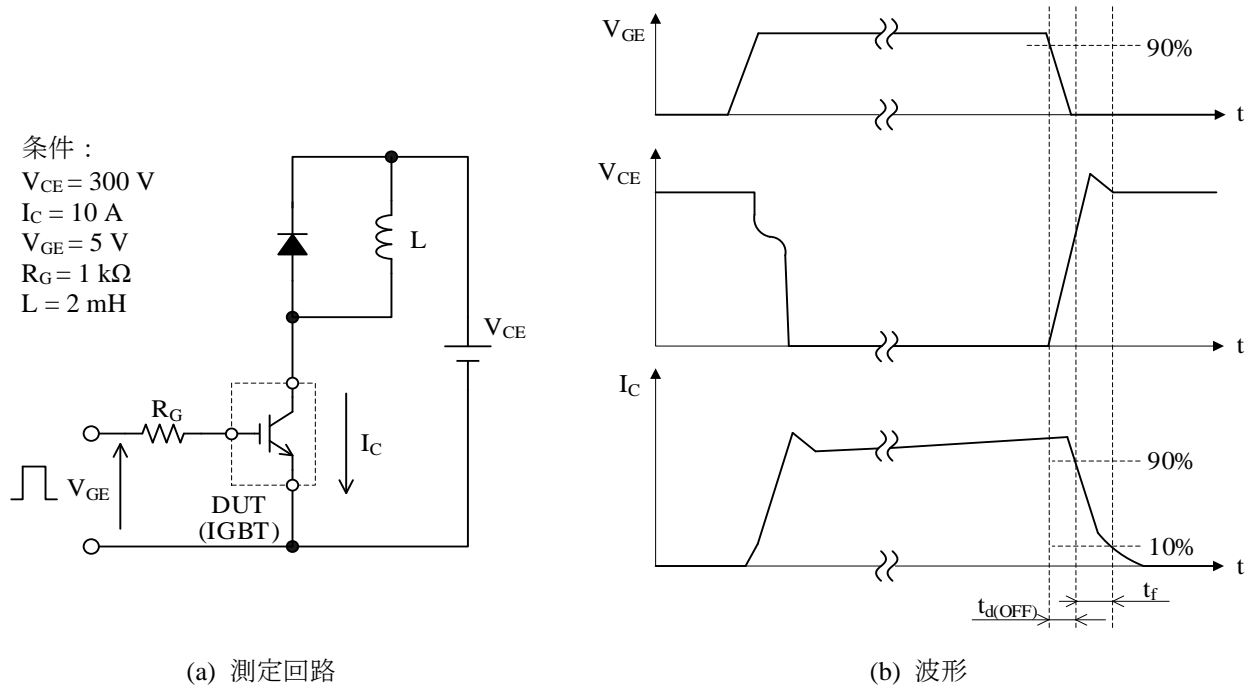 条件：
V_CE = 300 V
I_C = 10 A
V_GE = 5 V
R_G = 1 kΩ
L = 2 mH
L
V_CE
R_G
I_C
V_GE
DUT
(IGBT)
(a) 測定回路
V_GE
90%
t
V_CE
t
I_C
90%
10%
t
t_f
t_d(OFF)
(b) 波形